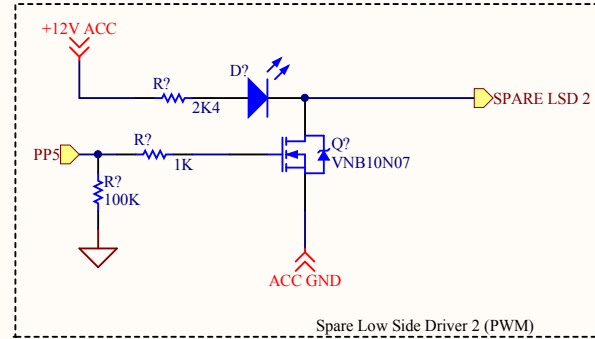 +12V ACC
D?
R?
2K4
SPARE LSD 2
R?
Q?
PP5
1K
VNB10N07
R?
100K
ACC GND
Spare Low Side Driver 2 (PWM)